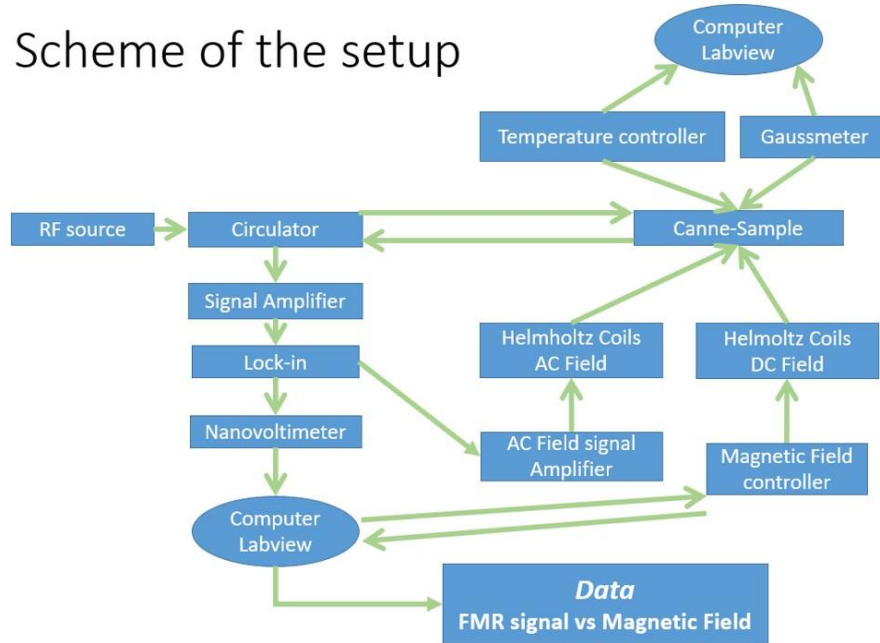 Scheme of the setup
Computer
Labview
Temperature controller
Gaussmeter
RF source
Circulator
Canne-Sample
Signal Amplifier
Helmholtz Coils
AC Field
Helmoltz Coils
DC Field
Lock-in
Nanovoltimeter
AC Field signal
Amplifier
Magnetic Field
controller
Computer
Labview
Data
FMR signal vs Magnetic Field